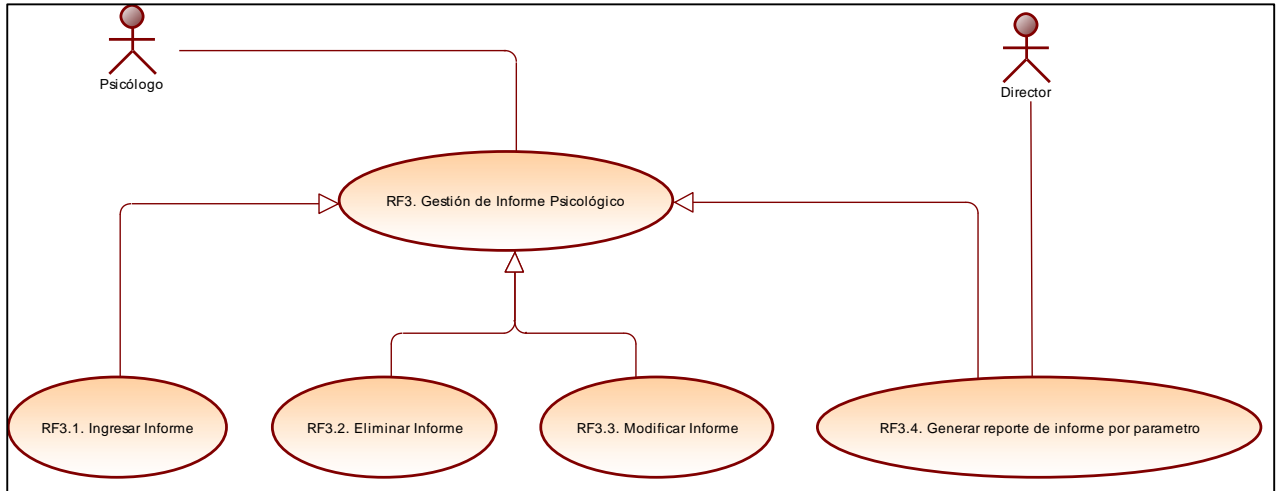 Psicólogo
Director
RF3. Gestión de Informe Psicológico
RF3.1. Ingresar Informe
RF3.2. Eliminar Informe
RF3.3. Modificar Informe
RF3.4. Generar reporte de informe por parametro